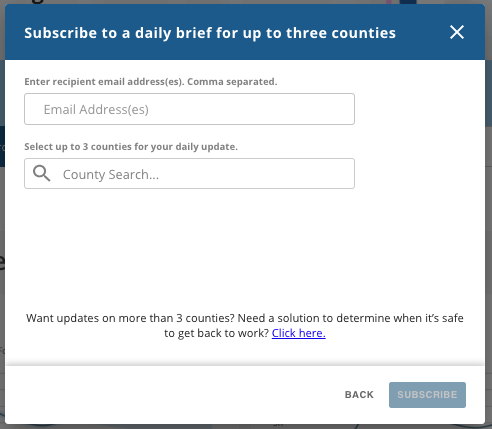 Subscribe to a daily brief for up to three counties
Enter recipient email address(es). Comma separated.
Email Address(es)
Select up to 3 counties for your daily update.
County Search...
Want updates on more than 3 counties? Need a solution to determine when it's safe
to get back to work? Click here.
BACK
SUBSCRIBE